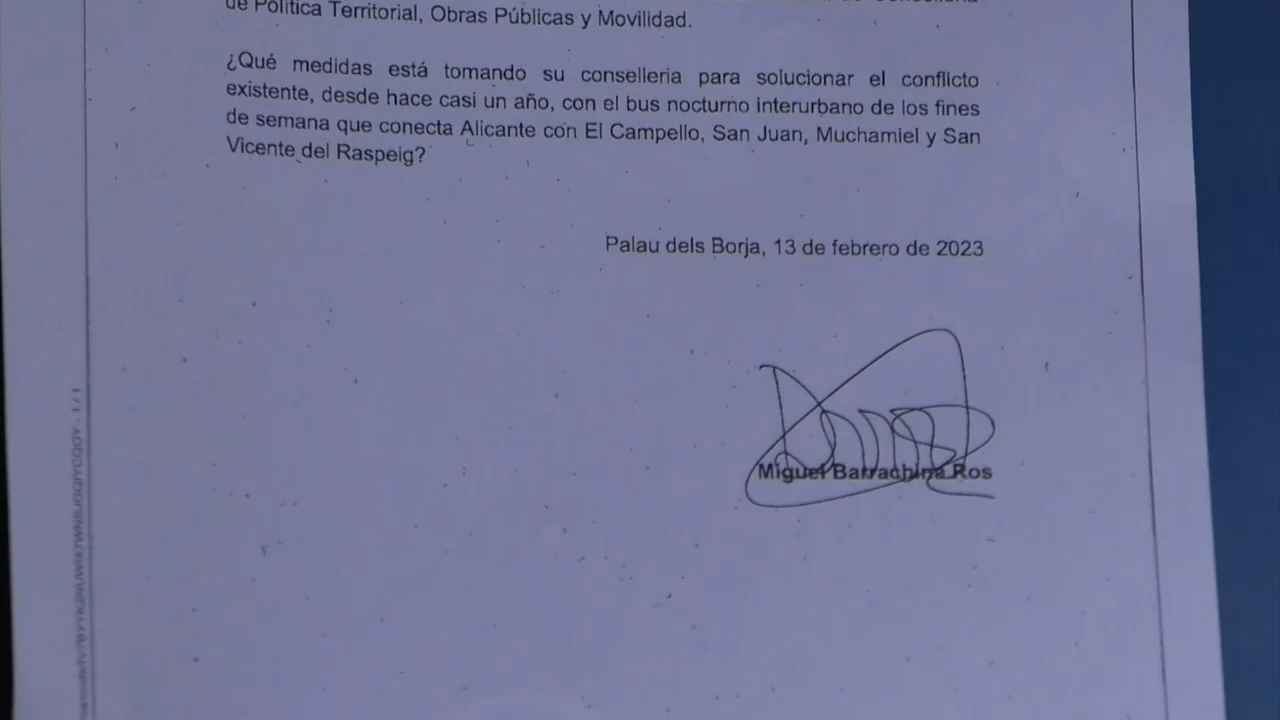 de Política Territorial, Obras Públicas y Movilidad.
¿Qué medidas está tomando su conselleria para solucionar el conflicto
existente, desde hace casi un año, con el bus nocturno interurbano de los fines
de semana que conecta Alicante con El Campello, San Juan, Muchamiel y San
Vicente del Raspeig?
Palau dels Borja, 13 de febrero de 2023
Miguel Barrachina Ros